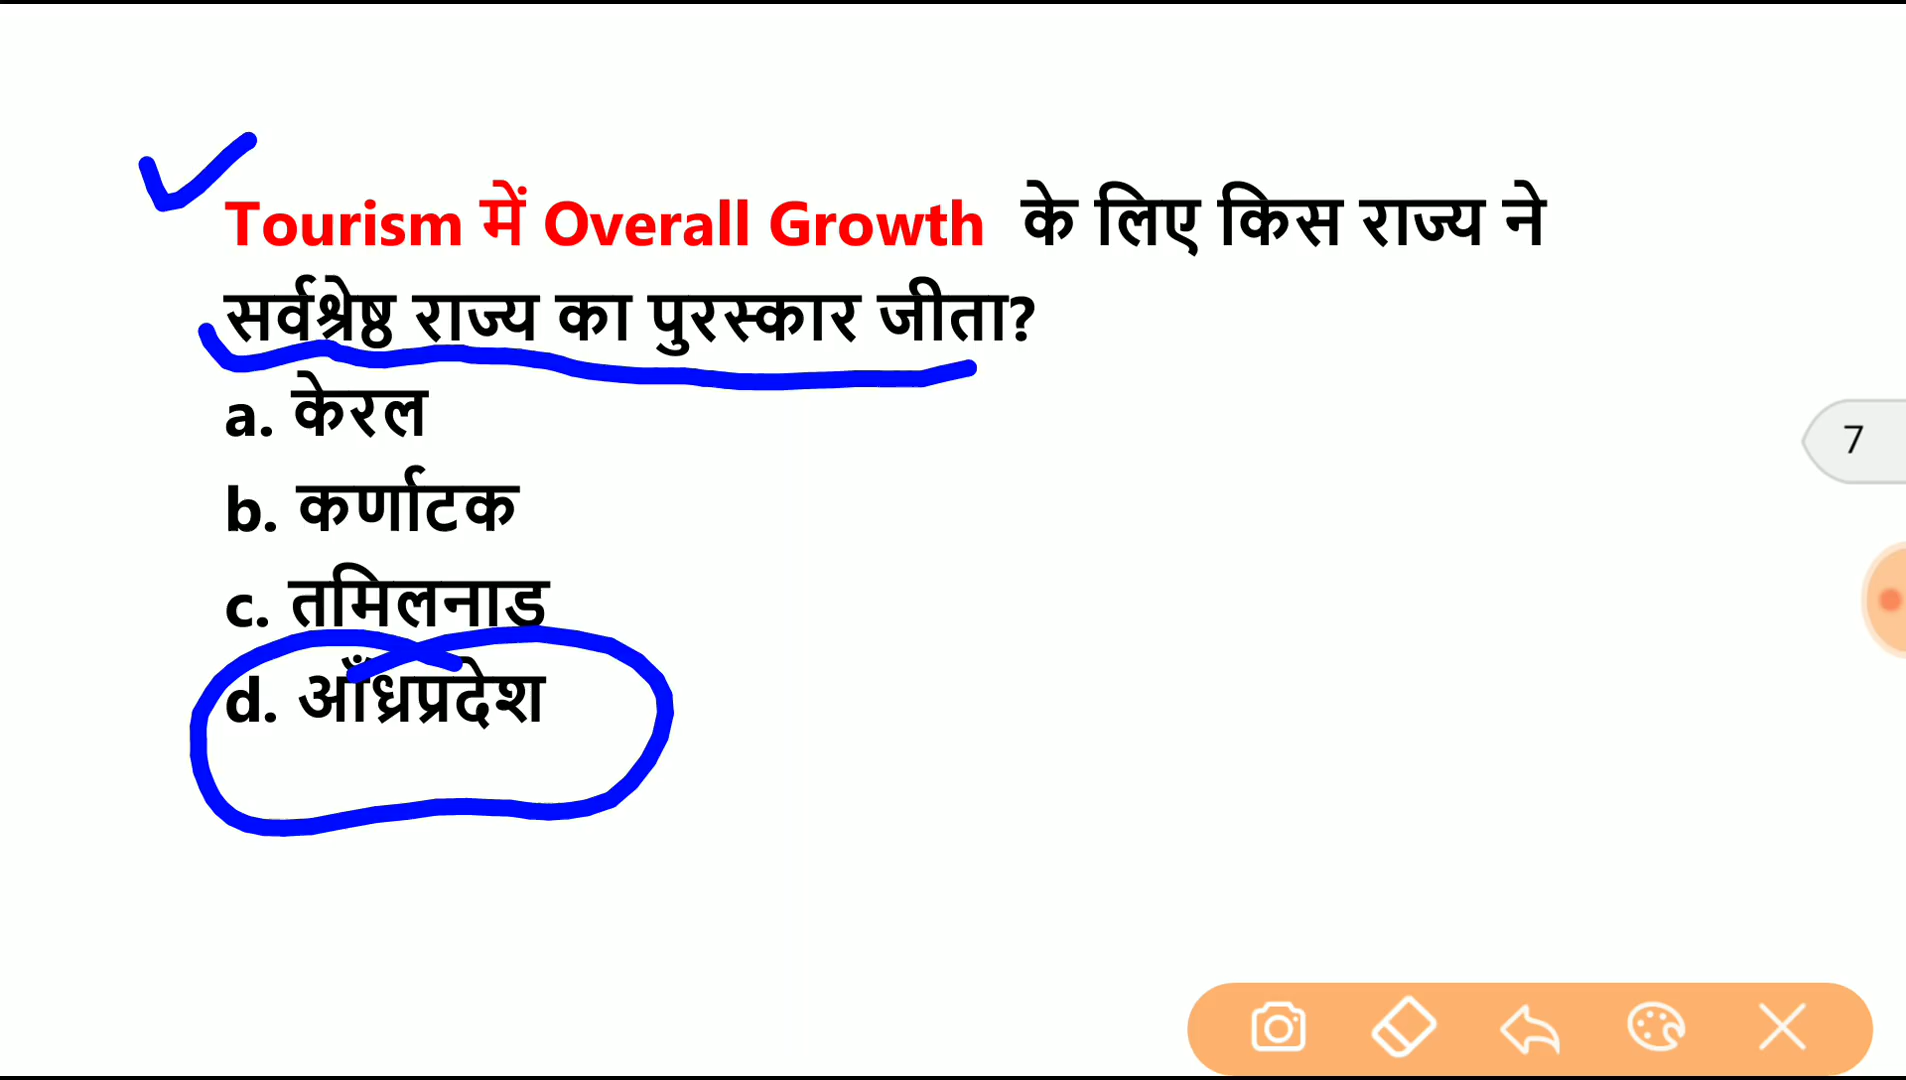 Tourism में Overall Growth के लिए किस राज्य ने
सर्वश्रेष्ठ राज्य का पुरस्कार जीता?
a. केरल
b. कर्णाटक
c. तमिलनाड
d. आँध्रप्रदेश
7